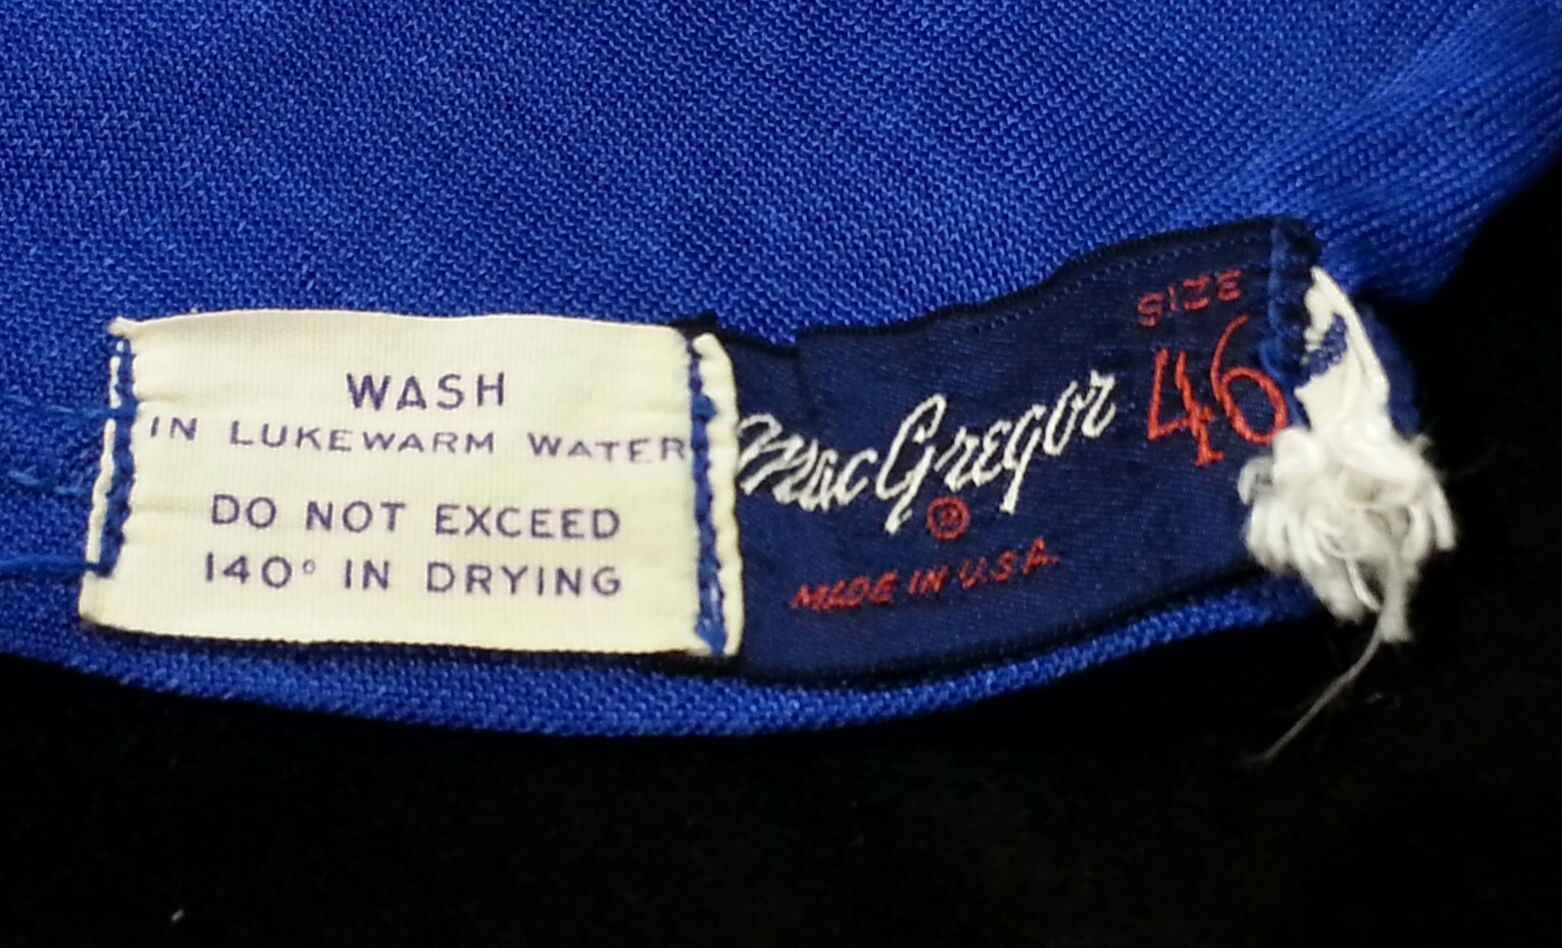 WASH
IN LUKEWARM WATER
DO NOT EXCEED
140° IN DRYING
MacGregor
®
MADE IN U.S.A.
SIZE
46